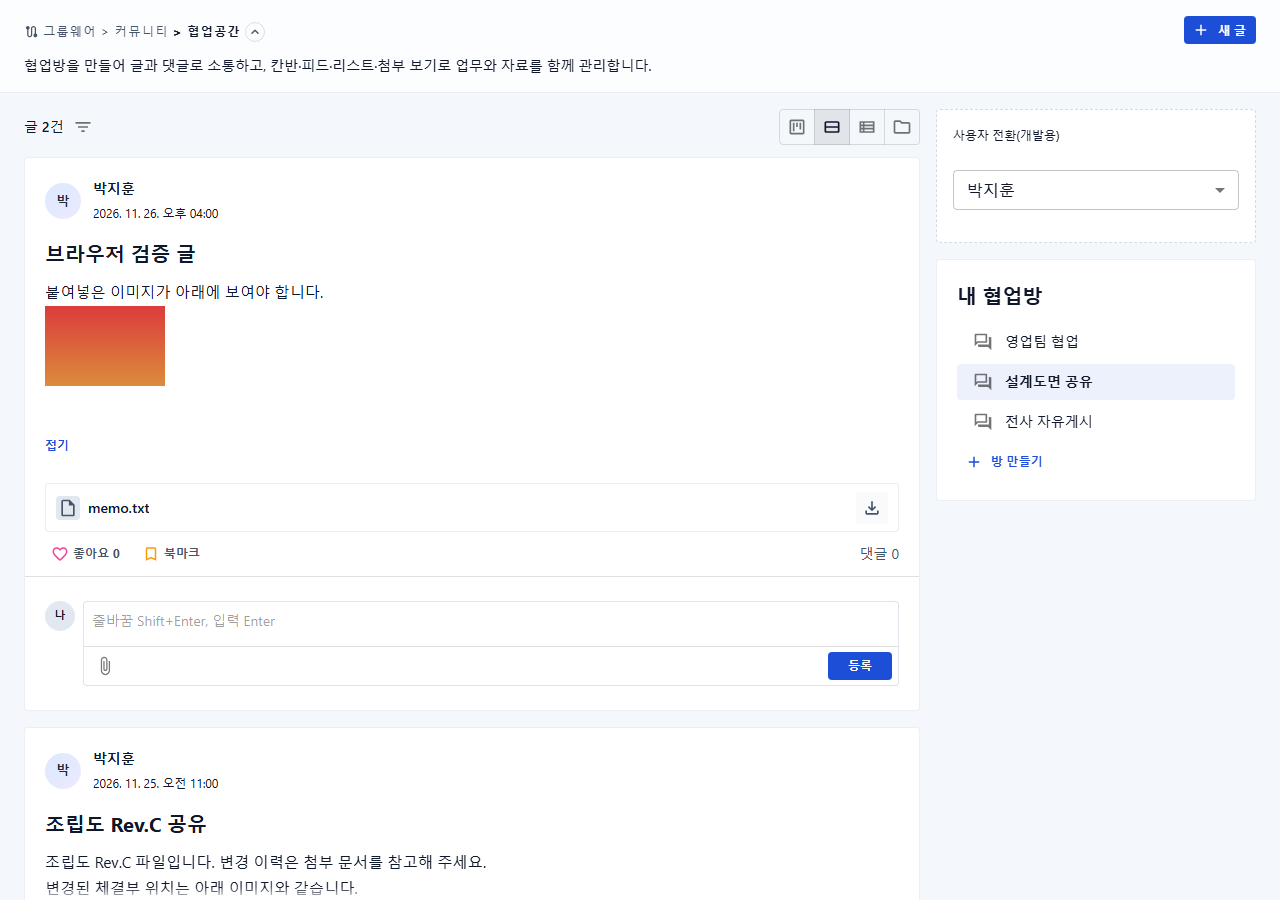 그룹웨어 > 커뮤니티 > 협업공간
새 글
협업방을 만들어 글과 댓글로 소통하고, 칸반·피드·리스트·첨부 보기로 업무와 자료를 함께 관리합니다.
글 2건
박
박지훈
2026. 11. 26. 오후 04:00
브라우저 검증 글
붙여넣은 이미지가 아래에 보여야 합니다.
접기
memo.txt
좋아요 0
북마크
댓글 0
나
줄바꿈 Shift+Enter, 입력 Enter
등록
박
박지훈
2026. 11. 25. 오전 11:00
조립도 Rev.C 공유
조립도 Rev.C 파일입니다. 변경 이력은 첨부 문서를 참고해 주세요.
변경된 체결부 위치는 아래 이미지와 같습니다.
사용자 전환(개발용)
박지훈
내 협업방
영업팀 협업
설계도면 공유
전사 자유게시
방 만들기